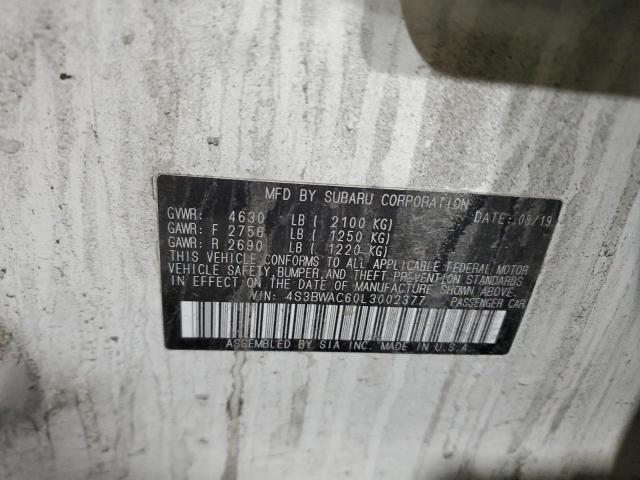 MFD BY SUBARU CORPORATION
DATE: 08/19
GVWR: 4630 LB ( 2100 KG)
GAWR: F 2756 LB ( 1250 KG)
GAWR: R 2690 LB ( 1220 KG)
THIS VEHICLE CONFORMS TO ALL APPLICABLE FEDERAL MOTOR
VEHICLE SAFETY, BUMPER, AND THEFT PREVENTION STANDARDS
IN EFFECT ON THE DATE OF MANUFACTURE SHOWN ABOVE.
VIN: 4S3BWAC60L3002377 PASSENGER CAR
ASSEMBLED BY SIA INC. MADE IN U.S.A.